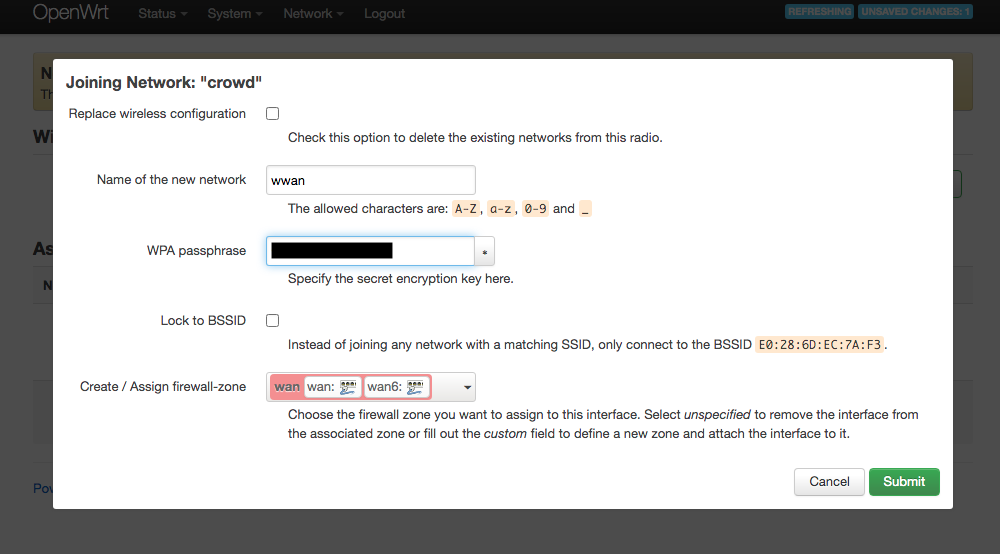 OpenWrt Status System Network Logout REFRESHING UNSAVED CHANGES: 1
N
Th
Joining Network: "crowd"
Replace wireless configuration
Check this option to delete the existing networks from this radio.
Wi
Name of the new network wwan
The allowed characters are: A-Z, a-z, 0-9 and _
WPA passphrase *
As
Specify the secret encryption key here.
N
Lock to BSSID
Instead of joining any network with a matching SSID, only connect to the BSSID E0:28:6D:EC:7A:F3.
Create / Assign firewall-zone wan wan: wan6:
Choose the firewall zone you want to assign to this interface. Select unspecified to remove the interface from
the associated zone or fill out the custom field to define a new zone and attach the interface to it.
Cancel Submit
Pov